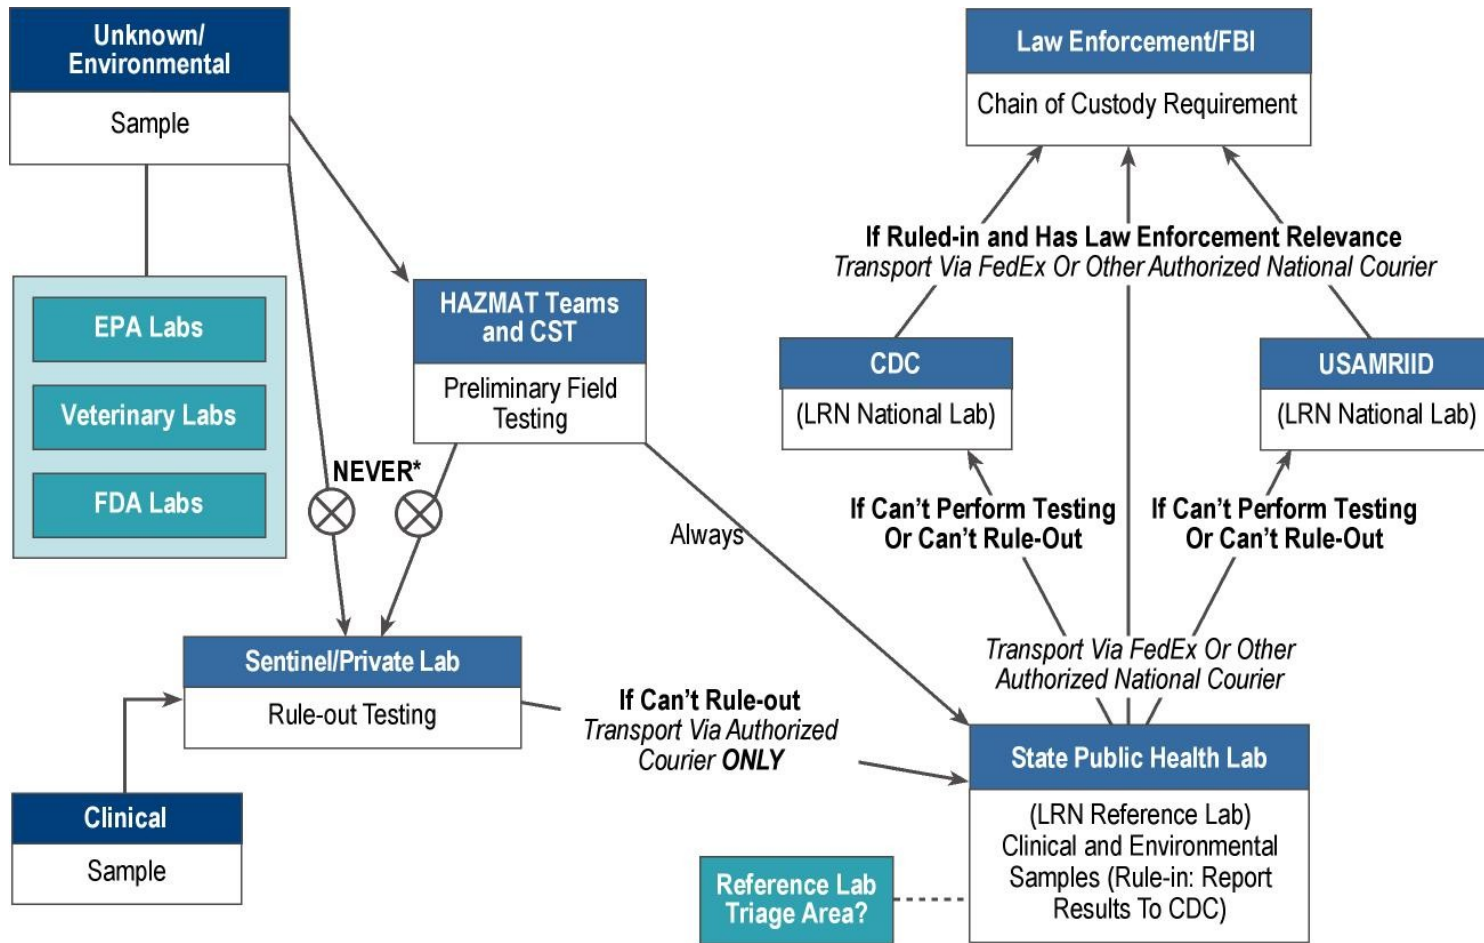 Unknown/
Environmental
Sample
EPA Labs
Veterinary Labs
FDA Labs
HAZMAT Teams
and CST
Preliminary Field
Testing
NEVER*
Always
Sentinel/Private Lab
Rule-out Testing
Clinical
Sample
If Can’t Rule-out
Transport Via Authorized
Courier ONLY
Law Enforcement/FBI
Chain of Custody Requirement
If Ruled-in and Has Law Enforcement Relevance
Transport Via FedEx Or Other Authorized National Courier
CDC
(LRN National Lab)
USAMRIID
(LRN National Lab)
If Can’t Perform Testing
Or Can’t Rule-Out
If Can’t Perform Testing
Or Can’t Rule-Out
Transport Via FedEx Or Other
Authorized National Courier
State Public Health Lab
(LRN Reference Lab)
Clinical and Environmental
Samples (Rule-in: Report
Results To CDC)
Reference Lab
Triage Area?